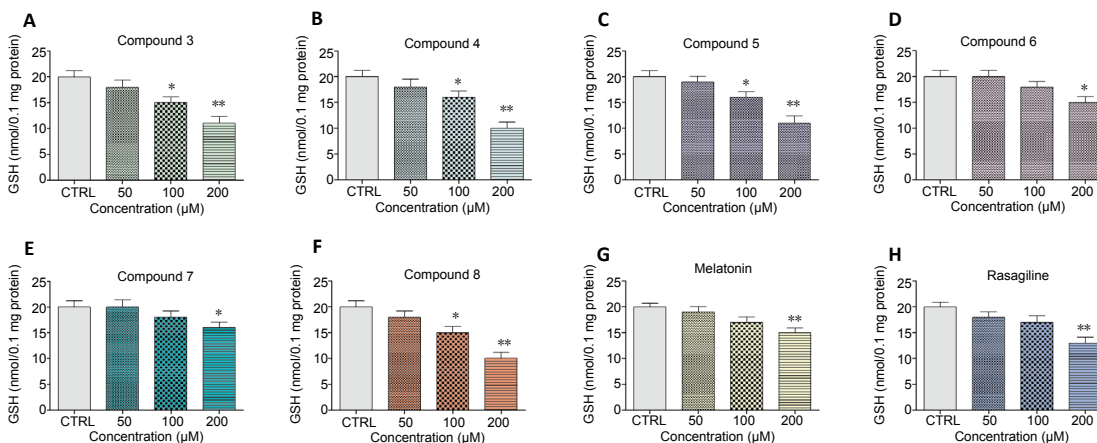 A
Compound 3
GSH (nmol/0.1 mg protein)
25
20
15
10
5
0
*
**
CTRL 50 100 200
Concentration (µM)
B
Compound 4
GSH (nmol/0.1 mg protein)
25
20
15
10
5
0
*
**
CTRL 50 100 200
Concentration (µM)
C
Compound 5
GSH (nmol/0.1 mg protein)
25
20
15
10
5
0
*
**
CTRL 50 100 200
Concentration (µM)
D
Compound 6
GSH (nmol/0.1 mg protein)
25
20
15
10
5
0
*
CTRL 50 100 200
Concentration (µM)
E
Compound 7
GSH (nmol/0.1 mg protein)
25
20
15
10
5
0
*
CTRL 50 100 200
Concentration (µM)
F
Compound 8
GSH (nmol/0.1 mg protein)
25
20
15
10
5
0
*
**
CTRL 50 100 200
Concentration (µM)
G
Melatonin
GSH (nmol/0.1 mg protein)
25
20
15
10
5
0
**
CTRL 50 100 200
Concentration (µM)
H
Rasagiline
GSH (nmol/0.1 mg protein)
25
20
15
10
5
0
**
CTRL 50 100 200
Concentration (µM)